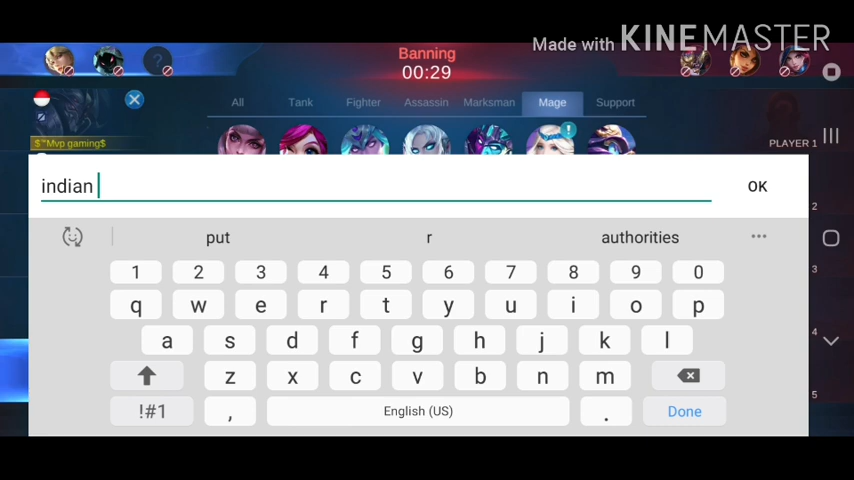 Made with KINEMASTER
Banning
00:29
All Tank Fighter Assassin Marksman Mage Support
?
$™Mvp gaming$
PLAYER 1
indian
OK
2
put r authorities
1 2 3 4 5 6 7 8 9 0
3
q w e r t y u i o p
a s d f g h j k l
4
z x c v b n m
5
!#1 , English (US) . Done